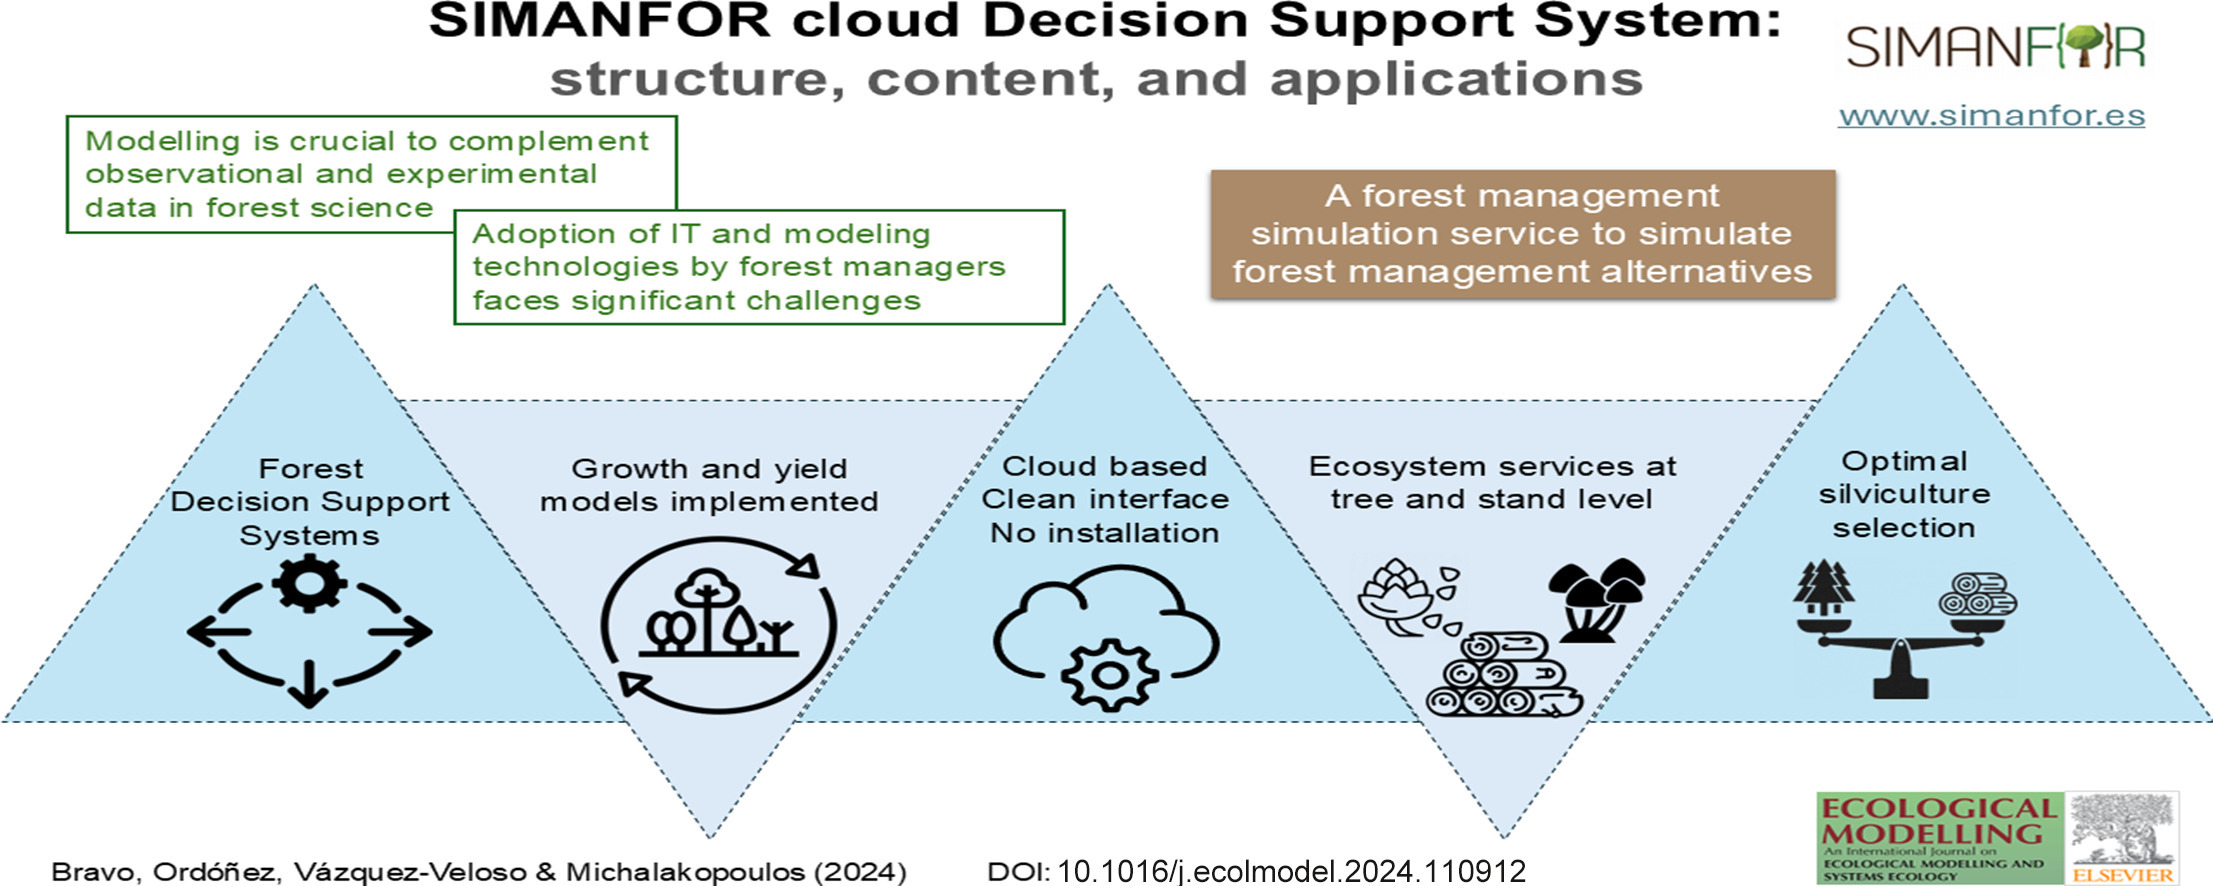 SIMANFOR cloud Decision Support System:
structure, content, and applications
SIMANFOR
www.simanfor.es
Modelling is crucial to complement
observational and experimental
data in forest science
Adoption of IT and modeling
technologies by forest managers
faces significant challenges
A forest management
simulation service to simulate
forest management alternatives
Forest
Decision Support
Systems
Growth and yield
models implemented
Cloud based
Clean interface
No installation
Ecosystem services at
tree and stand level
Optimal
silviculture
selection
Bravo, Ordóñez, Vázquez-Veloso & Michalakopoulos (2024)
DOI: 10.1016/j.ecolmodel.2024.110912
ECOLOGICAL
MODELLING
An International Journal on
ECOLOGICAL MODELLING AND
SYSTEMS ECOLOGY
ELSEVIER